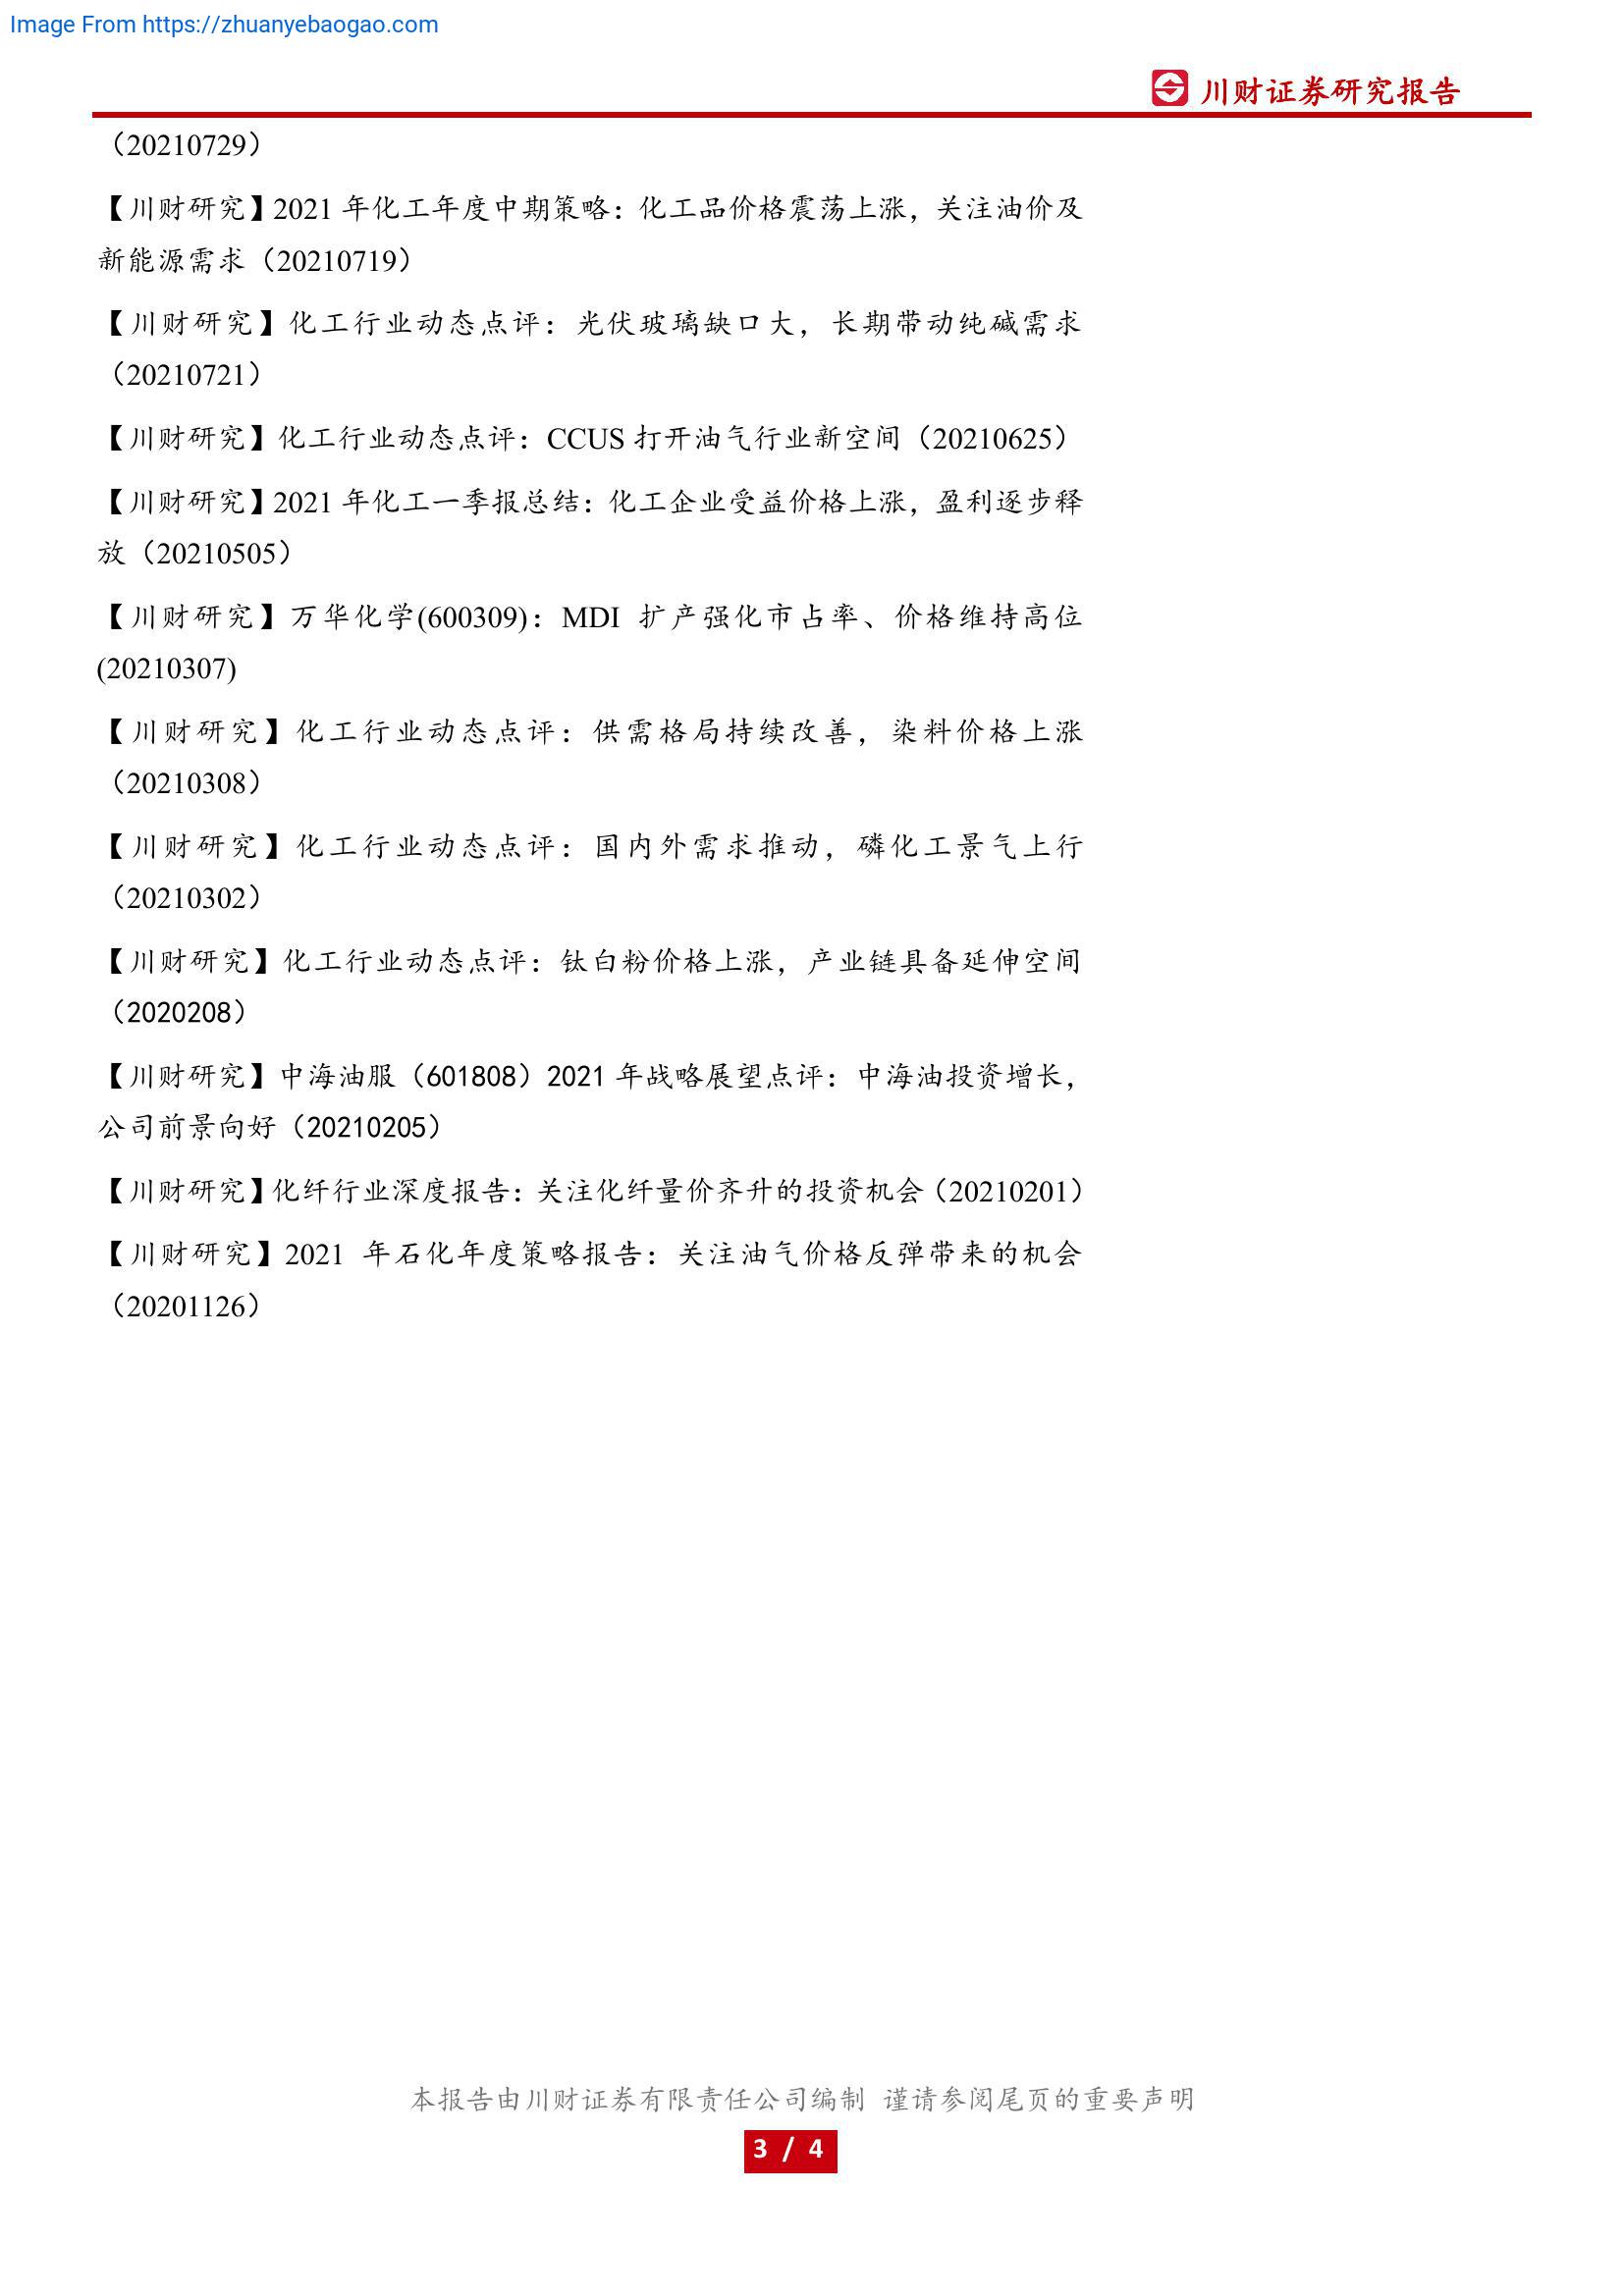 Image From https://zhuanyebaogao.com
川财证券研究报告
（20210729）
【川财研究】2021 年化工年度中期策略：化工品价格震荡上涨，关注油价及
新能源需求（20210719）
【川财研究】化工行业动态点评：光伏玻璃缺口大，长期带动纯碱需求
（20210721）
【川财研究】化工行业动态点评：CCUS 打开油气行业新空间（20210625）
【川财研究】2021 年化工一季报总结：化工企业受益价格上涨，盈利逐步释
放（20210505）
【川财研究】万华化学(600309)：MDI 扩产强化市占率、价格维持高位
(20210307)
【川财研究】化工行业动态点评：供需格局持续改善，染料价格上涨
（20210308）
【川财研究】化工行业动态点评：国内外需求推动，磷化工景气上行
（20210302）
【川财研究】化工行业动态点评：钛白粉价格上涨，产业链具备延伸空间
（2020208）
【川财研究】中海油服（601808）2021 年战略展望点评：中海油投资增长，
公司前景向好（20210205）
【川财研究】化纤行业深度报告：关注化纤量价齐升的投资机会（20210201）
【川财研究】2021 年石化年度策略报告：关注油气价格反弹带来的机会
（20201126）
本报告由川财证券有限责任公司编制 谨请参阅尾页的重要声明
3 / 4